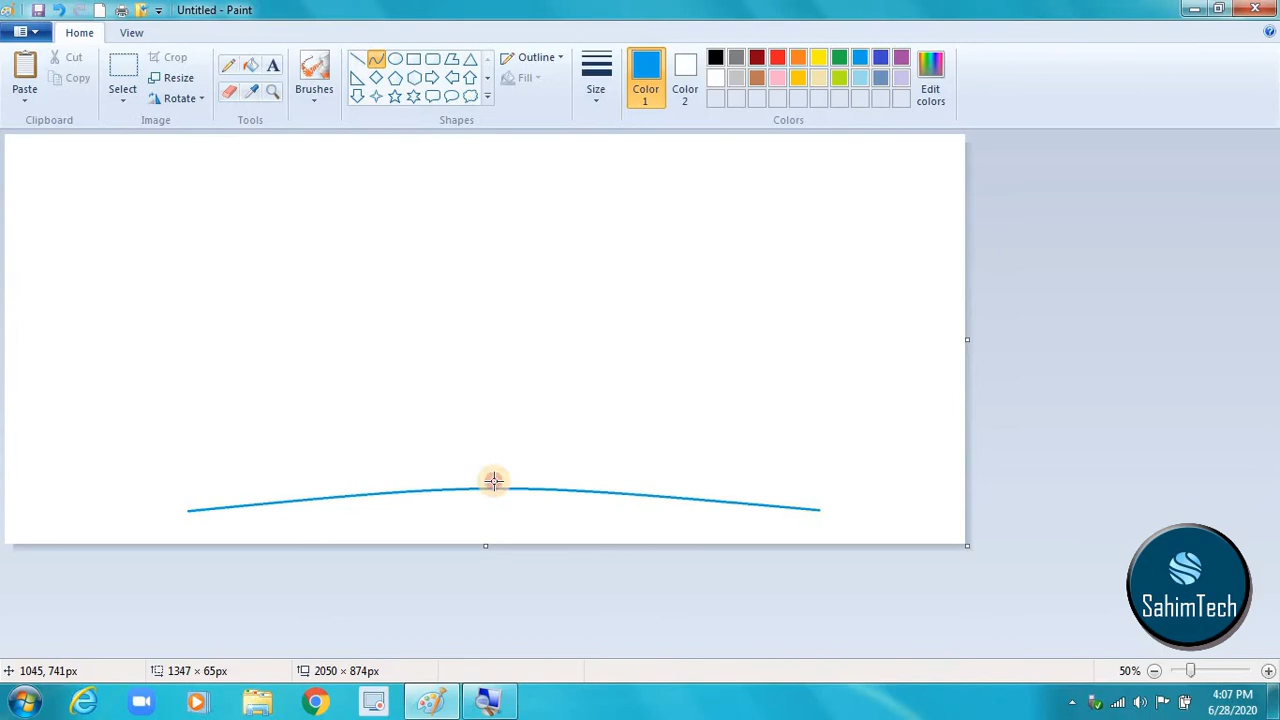 Untitled - Paint
Home
View
Paste
Cut
Copy
Clipboard
Select
Crop
Resize
Rotate
Image
A
Tools
Brushes
Outline
Fill
Shapes
Size
Color
1
Color
2
Edit
colors
Colors
SahimTech
1045, 741px
1347 × 65px
2050 × 874px
50%
4:07 PM
6/28/2020